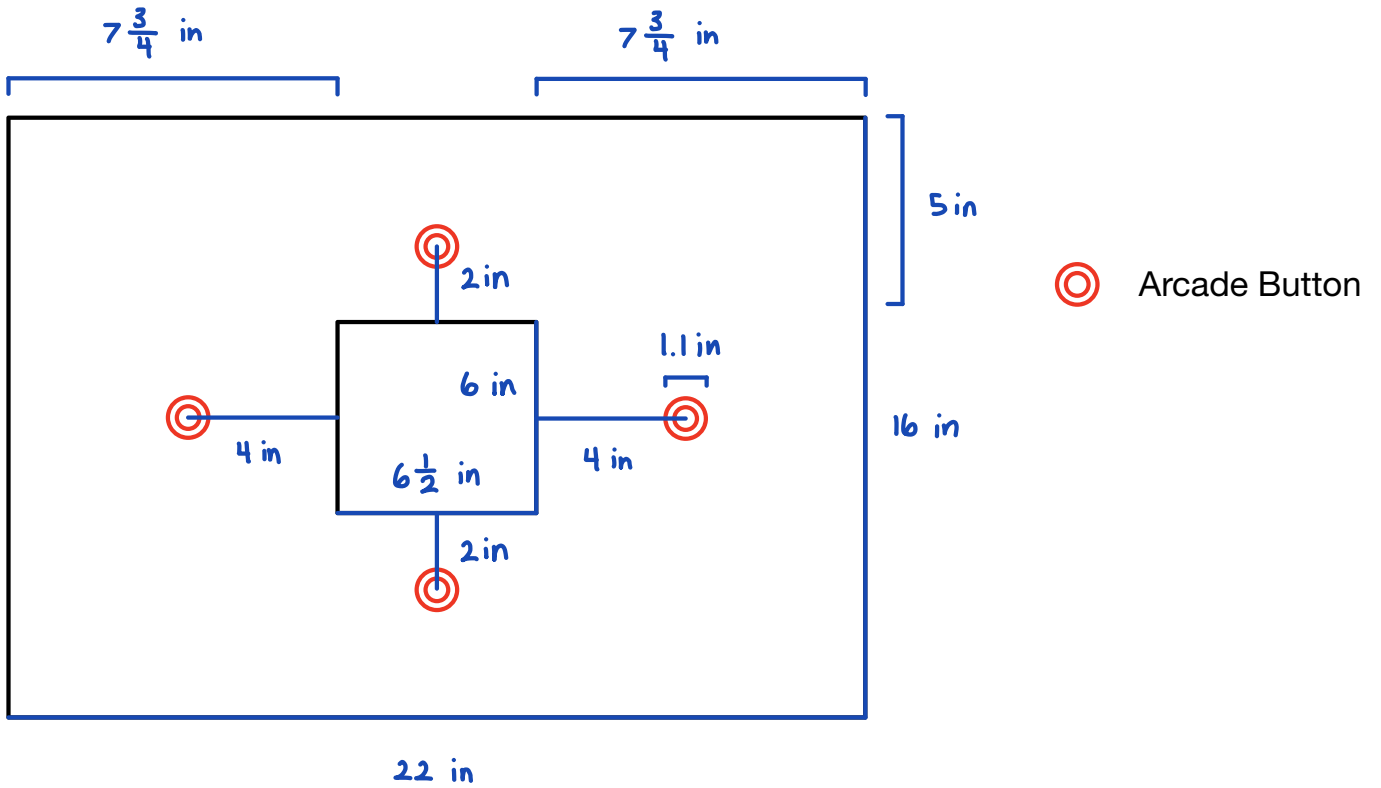 7 3/4 in
7 3/4 in
5 in
2 in
Arcade Button
1.1 in
6 in
16 in
4 in
4 in
6 1/2 in
2 in
22 in